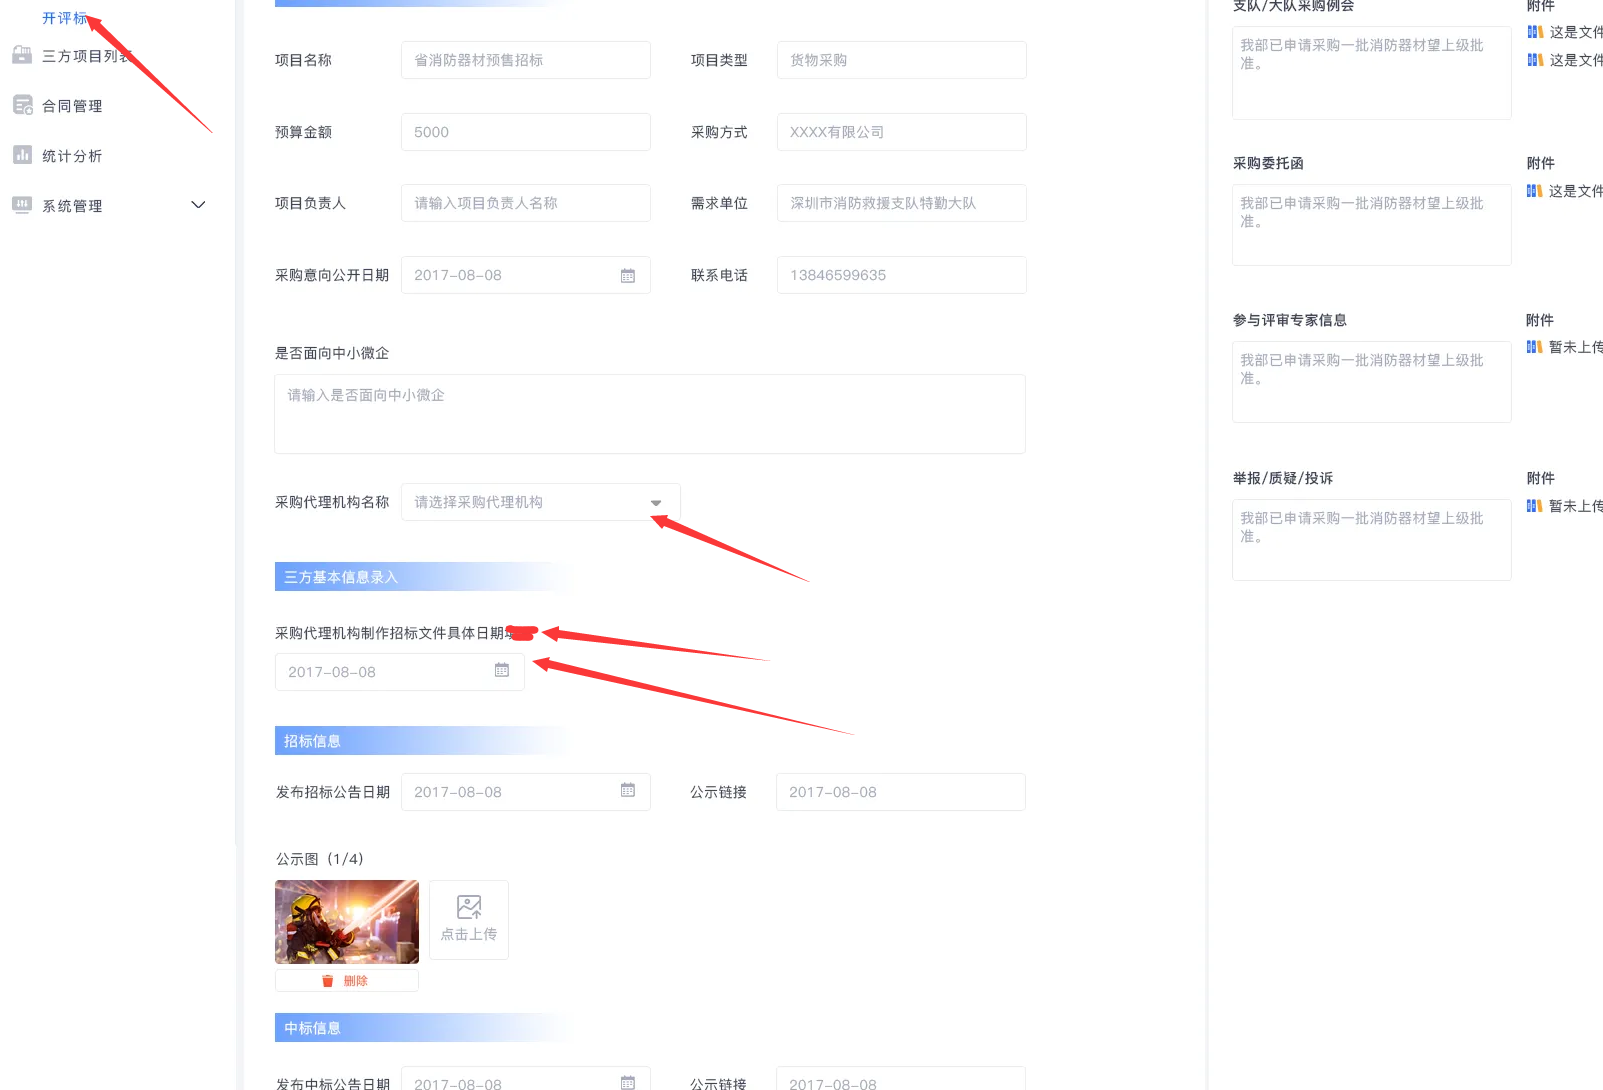 开评标
三方项目列表
合同管理
统计分析
系统管理
项目名称 省消防器材预售招标 项目类型 货物采购
预算金额 5000 采购方式 XXXX有限公司
项目负责人 请输入项目负责人名称 需求单位 深圳市消防救援支队特勤大队
采购意向公开日期 2017-08-08 联系电话 13846599635
是否面向中小微企
请输入是否面向中小微企
采购代理机构名称 请选择采购代理机构
三方基本信息录入
采购代理机构制作招标文件具体日期
2017-08-08
招标信息
发布招标公告日期 2017-08-08 公示链接 2017-08-08
公示图（1/4）
点击上传
删除
中标信息
发布中标公告日期 2017-08-08 公示链接 2017-08-08
支队/大队采购例会 附件
我部已申请采购一批消防器材望上级批
准。
这是文件
这是文件
采购委托函 附件
我部已申请采购一批消防器材望上级批
准。
这是文件
参与评审专家信息 附件
我部已申请采购一批消防器材望上级批
准。
暂未上传
举报/质疑/投诉 附件
我部已申请采购一批消防器材望上级批
准。
暂未上传